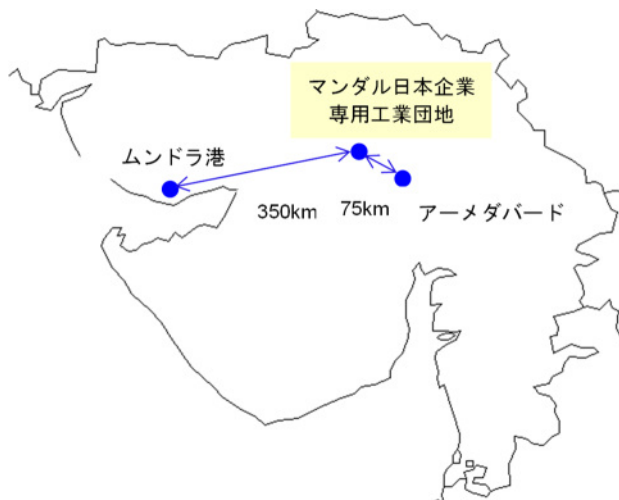 マンダル日本企業
専用工業団地
ムンドラ港
350km
75km
アーメダバード